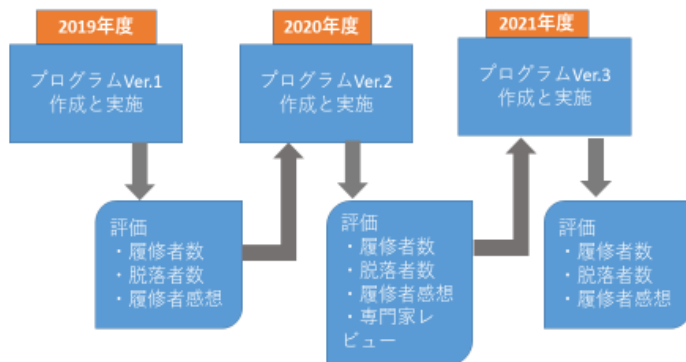 2019年度
プログラムVer.1
作成と実施
2020年度
プログラムVer.2
作成と実施
2021年度
プログラムVer.3
作成と実施
評価
・履修者数
・脱落者数
・履修者感想
評価
・履修者数
・脱落者数
・履修者感想
・専門家レ
ビュー
評価
・履修者数
・脱落者数
・履修者感想